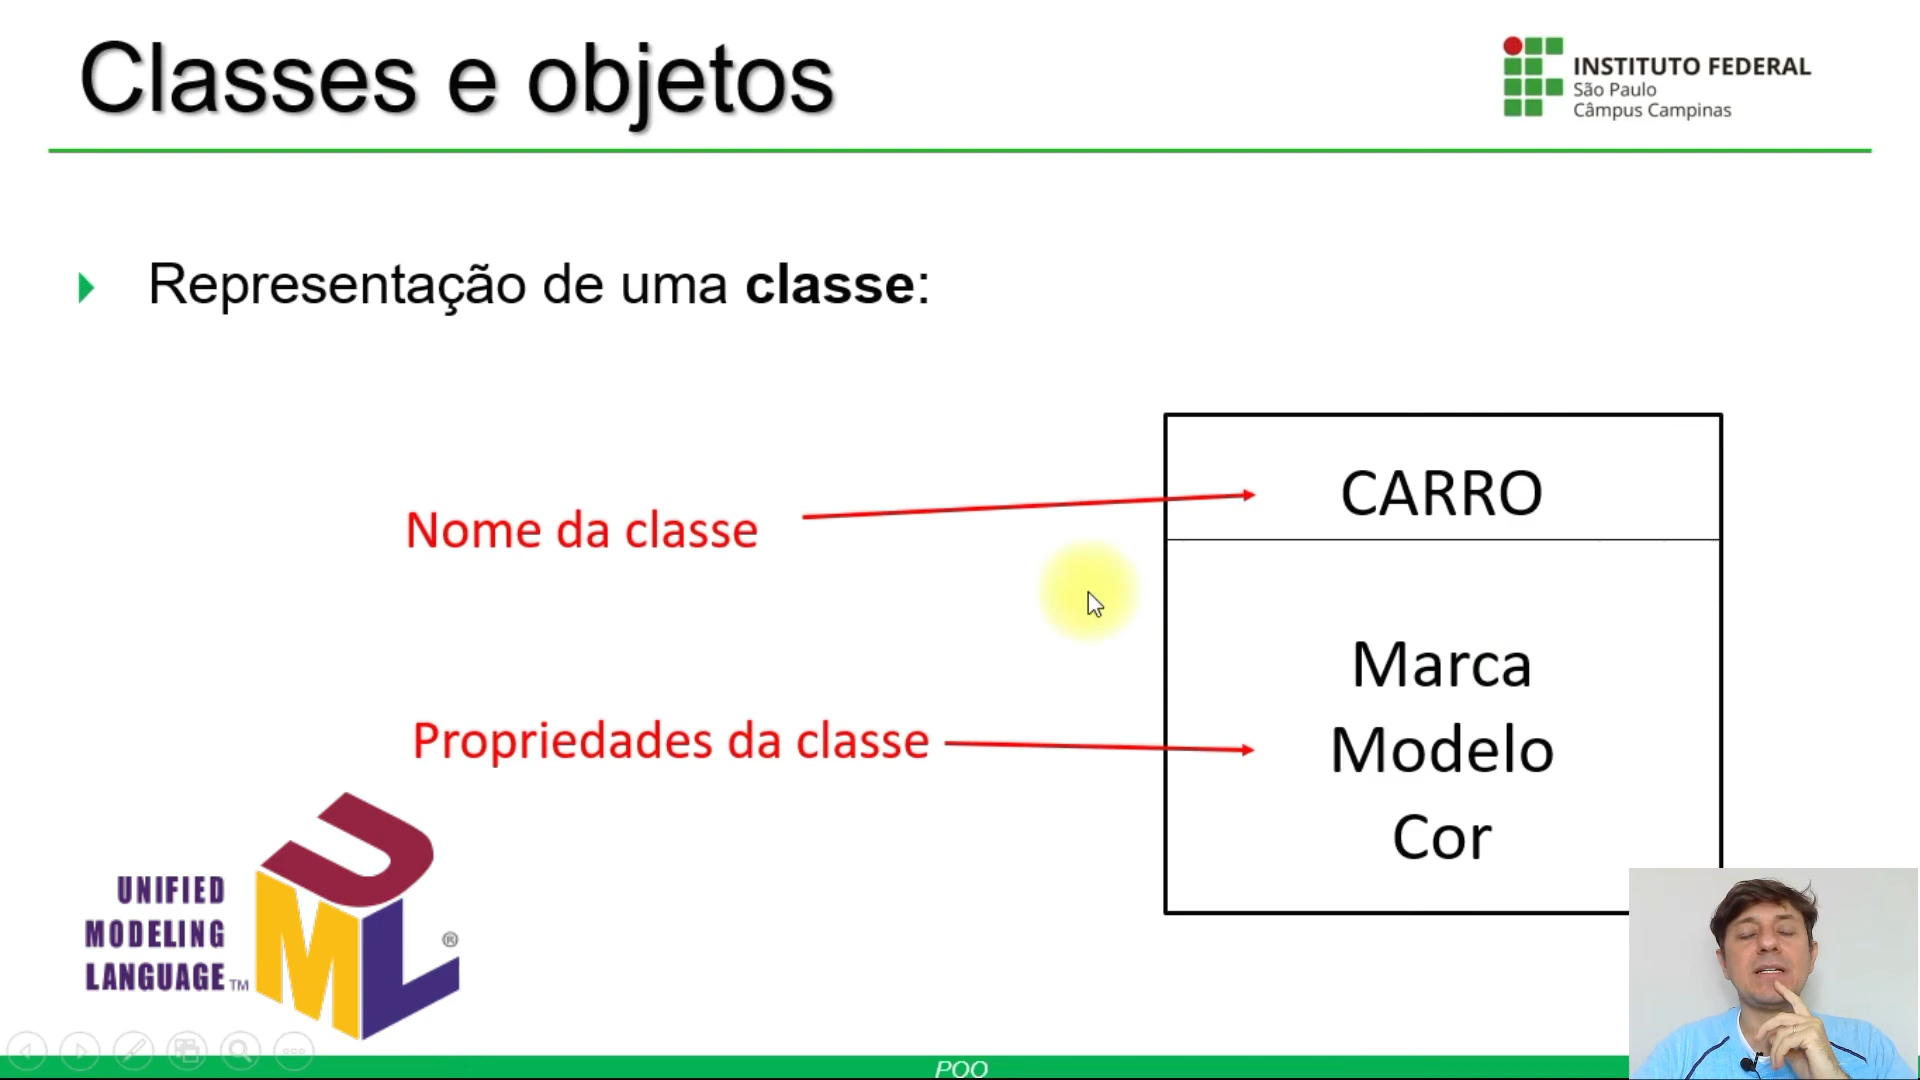 Classes e objetos
INSTITUTO FEDERAL
São Paulo
Câmpus Campinas
Representação de uma classe:
CARRO
Nome da classe
Marca
Modelo
Cor
Propriedades da classe
UNIFIED
MODELING
LANGUAGE TM
UML ®
POO